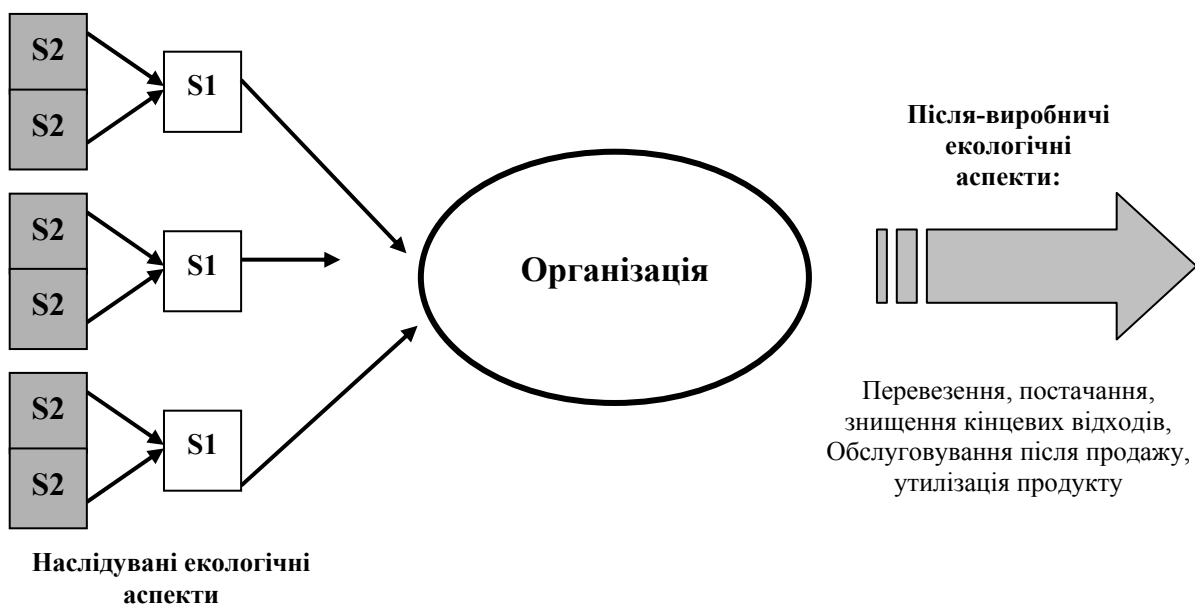 S2
S2
S1
S2
S2
S1
S2
S2
S1
Наслідувані екологічні
аспекти
Організація
Після-виробничі
екологічні
аспекти:
Перевезення, постачання,
знищення кінцевих відходів,
Обслуговування після продажу,
утилізація продукту